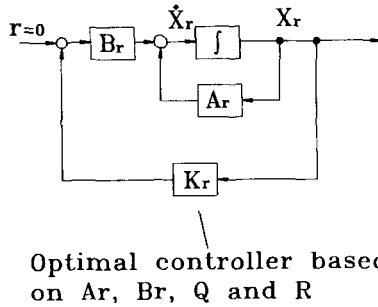 r=0
Br
Ẋr
∫
Xr
Ar
Kr
Optimal controller based
on Ar, Br, Q and R